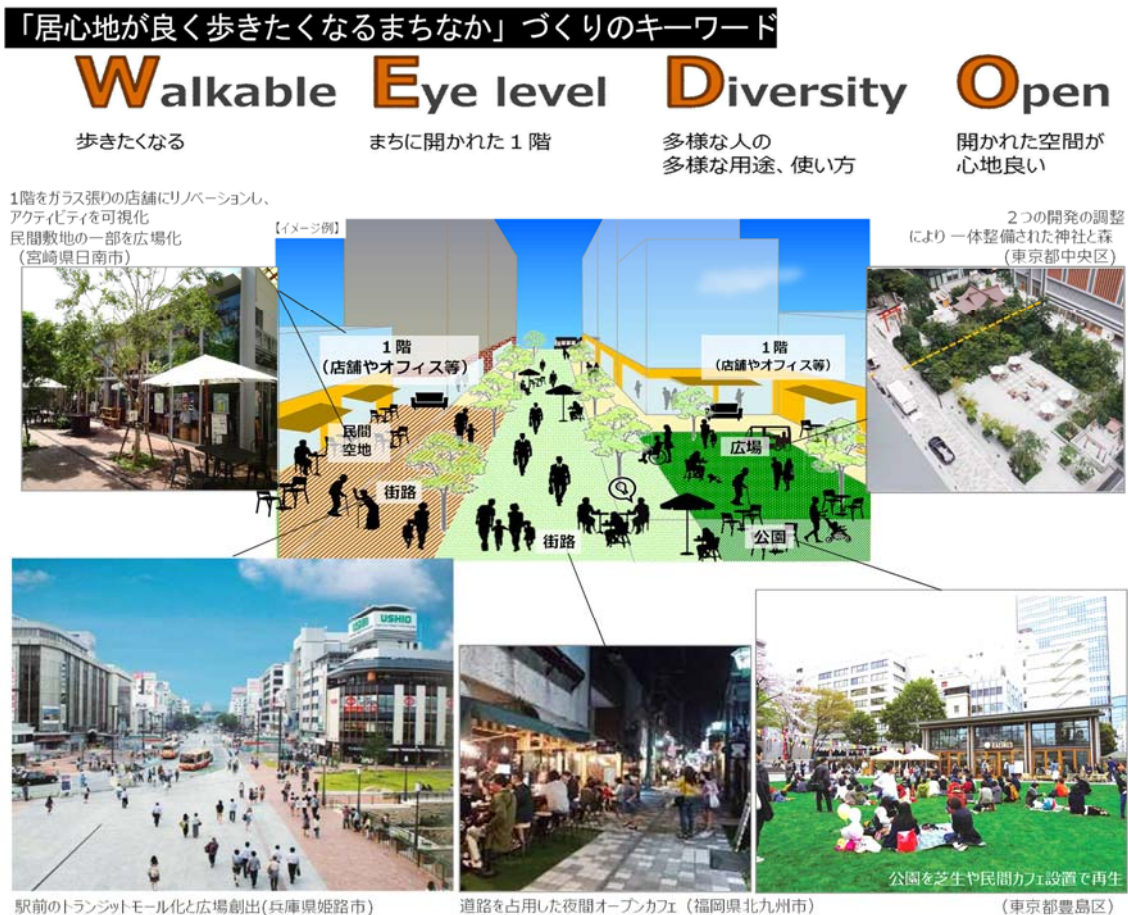 「居心地が良く歩きたくなるまちなか」づくりのキーワード
Walkable
歩きたくなる
Eye level
まちに開かれた１階
Diversity
多様な人の
多様な用途、使い方
Open
開かれた空間が
心地良い
1階をガラス張りの店舗にリノベーションし、
アクティビティを可視化
民間敷地の一部を広場化
（宮崎県日南市）
【イメージ例】
２つの開発の調整
により 一体整備された神社と森
（東京都中央区）
１階
（店舗やオフィス等）
１階
（店舗やオフィス等）
民間
空地
広場
街路
街路
公園
USHIO
公園を芝生や民間カフェ設置で再生
駅前のトランジットモール化と広場創出(兵庫県姫路市)
道路を占用した夜間オープンカフェ（福岡県北九州市）
（東京都豊島区）